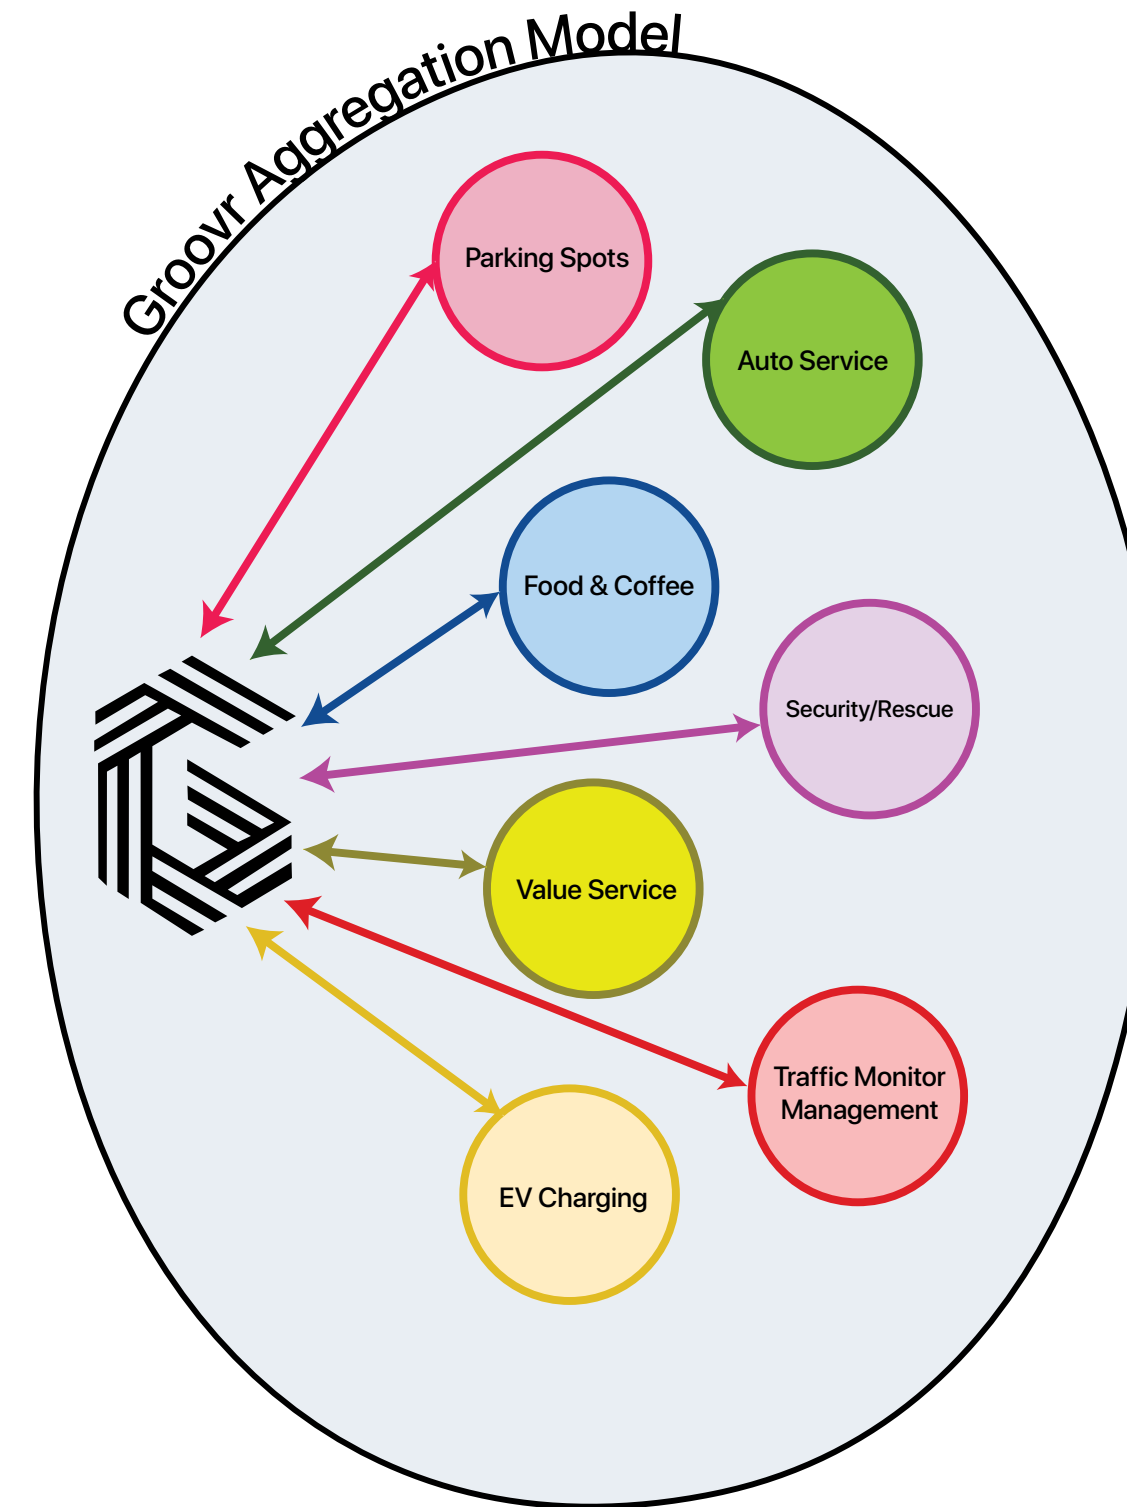 Groovr Aggregation Model
Parking Spots
Auto Service
Food & Coffee
Security/Rescue
Value Service
Traffic Monitor
Management
EV Charging